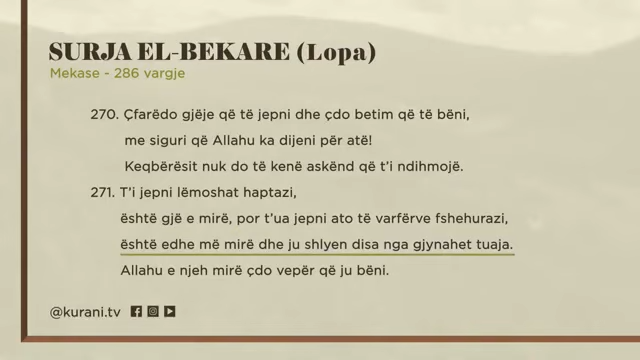 SURJA EL-BEKARE (Lopa)
Mekase - 286 vargje
270. Çfarëdo gjëje që të jepni dhe çdo betim që të bëni,
me siguri që Allahu ka dijeni për atë!
Keqbërësit nuk do të kenë askënd që t'i ndihmojë.
271. T'i jepni lëmoshat haptazi,
është gjë e mirë, por t'ua jepni ato të varfërve fshehurazi,
është edhe më mirë dhe ju shlyen disa nga gjynahet tuaja.
Allahu e njeh mirë çdo vepër që ju bëni.
@kurani.tv